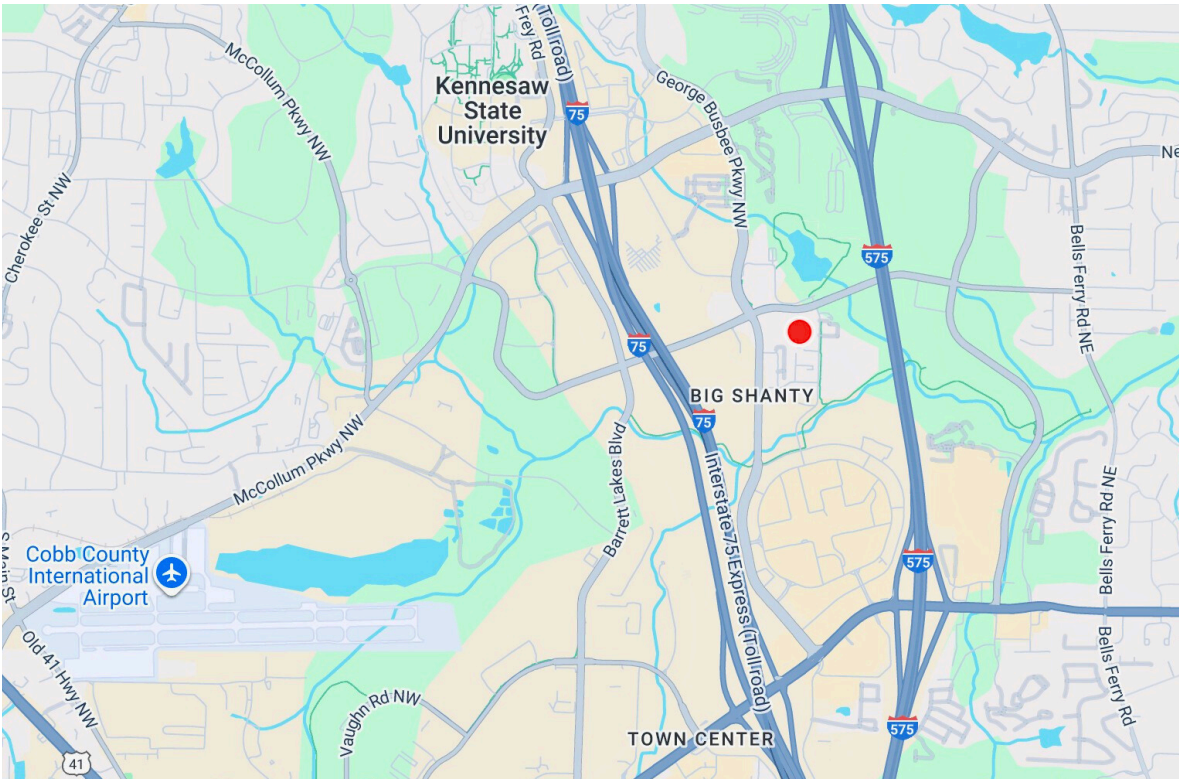 Toll road)
Frey Rd
McCollum Pkwy NW
Kennesaw
State
University
75
George Busbee Pkwy NW
Ne
Cherokee St NW
Bells Ferry Rd NE
575
75
BIG SHANTY
75
McCollum Pkwy NW
Barrett Lakes Blvd
Interstate 75 Express (Toll road)
Bells Ferry Rd NE
S Main St
Cobb County
International
Airport
575
Old 41 Hwy NW
Vaughn Rd NW
Bells Ferry Rd
575
TOWN CENTER
41